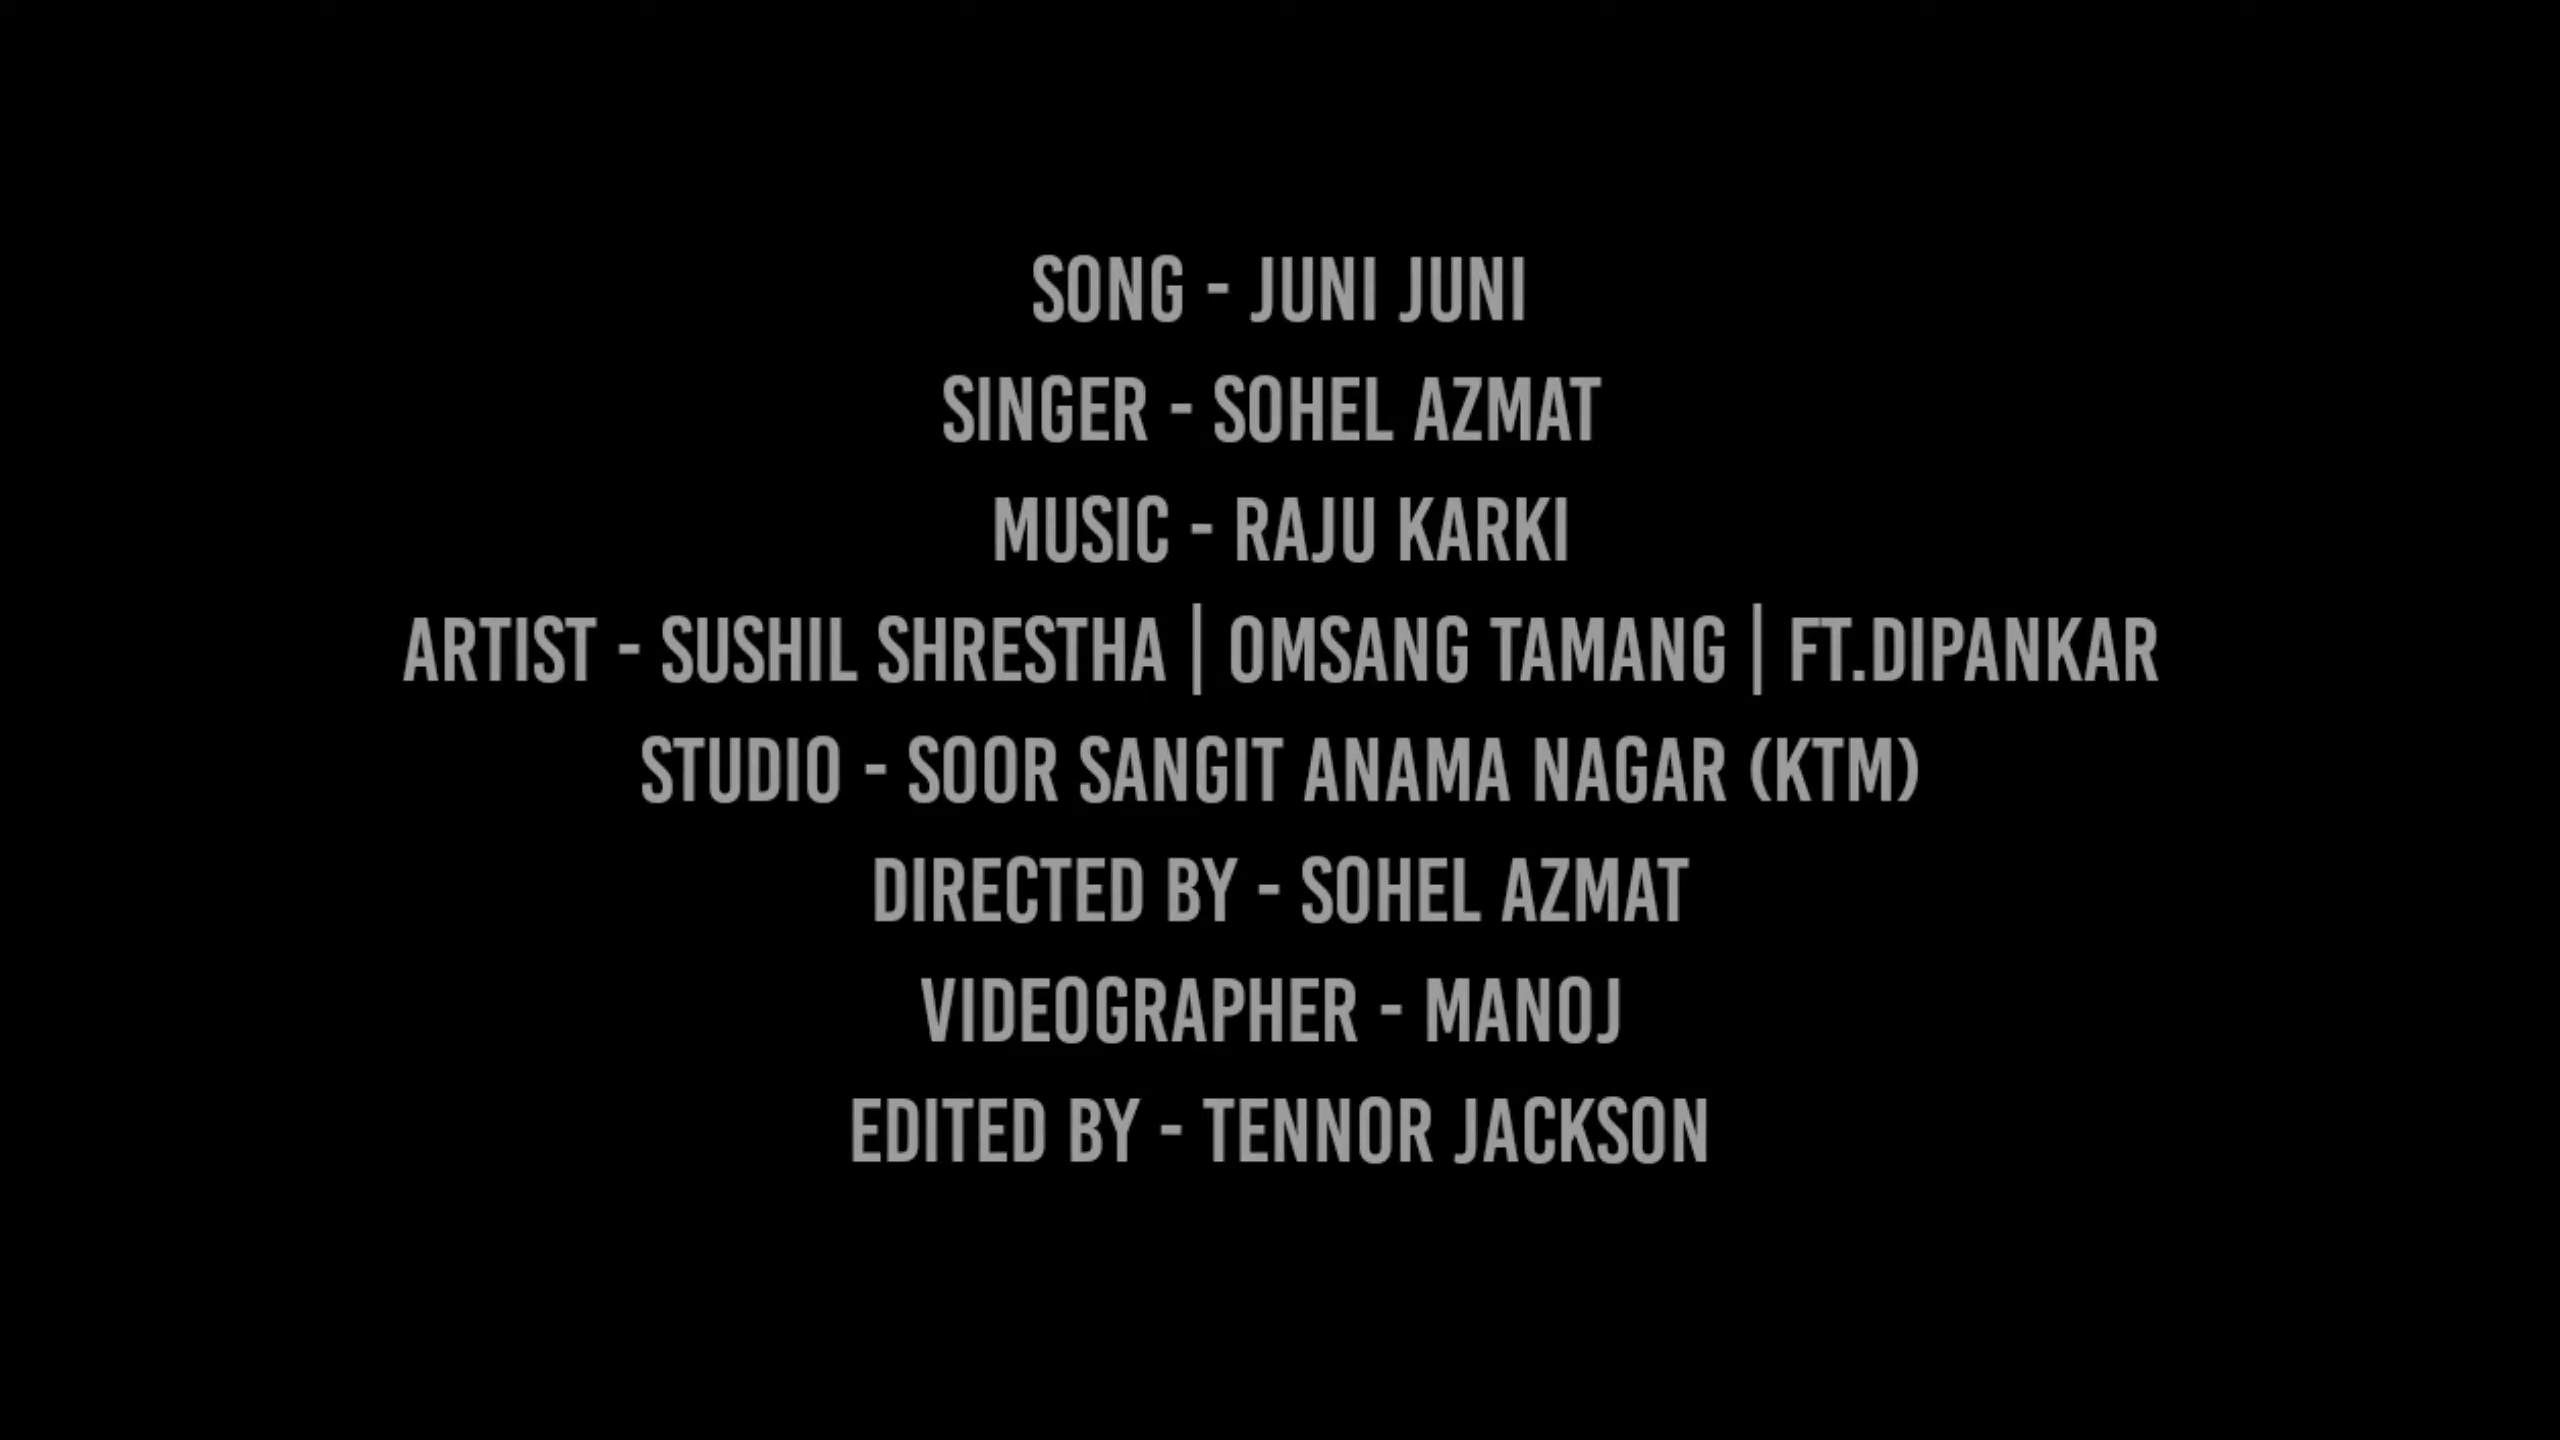 SONG - JUNI JUNI
SINGER - SOHEL AZMAT
MUSIC - RAJU KARKI
ARTIST - SUSHIL SHRESTHA | OMSANG TAMANG | FT.DIPANKAR
STUDIO - SOOR SANGIT ANAMA NAGAR (KTM)
DIRECTED BY - SOHEL AZMAT
VIDEOGRAPHER - MANOJ
EDITED BY - TENNOR JACKSON